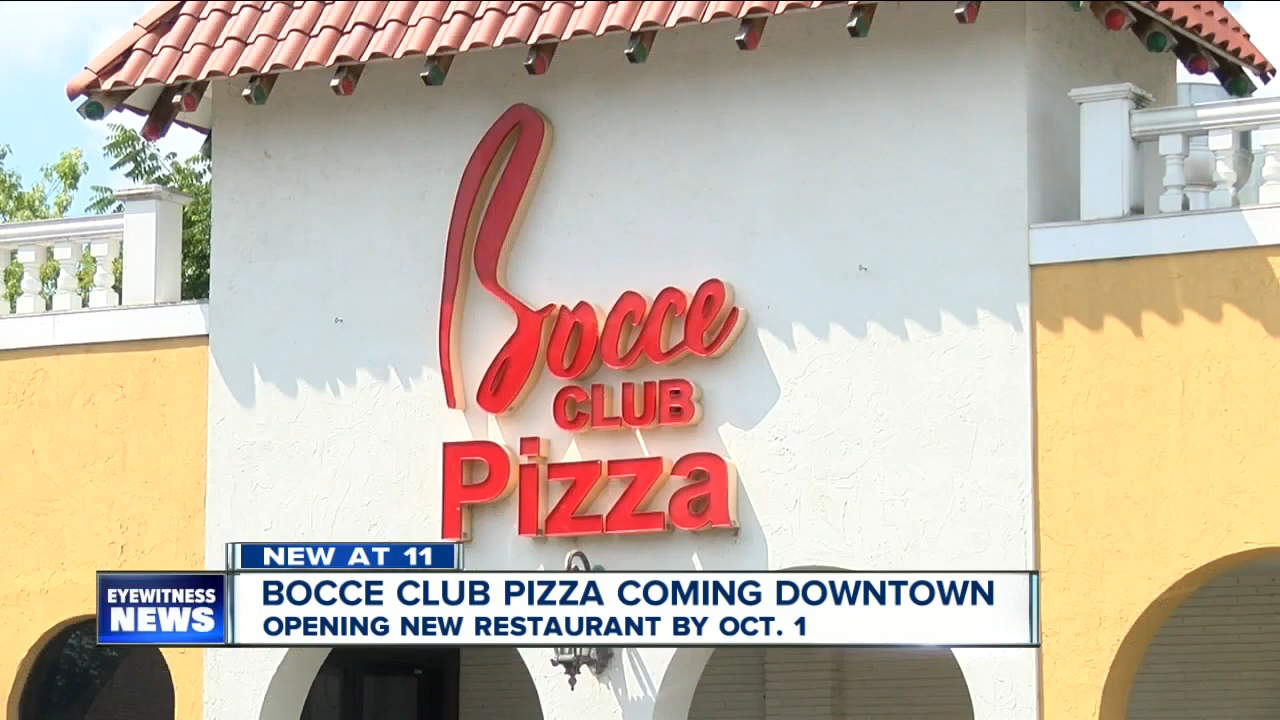 Bocce
CLUB
Pizza
NEW AT 11
EYEWITNESS
NEWS
BOCCE CLUB PIZZA COMING DOWNTOWN
OPENING NEW RESTAURANT BY OCT. 1